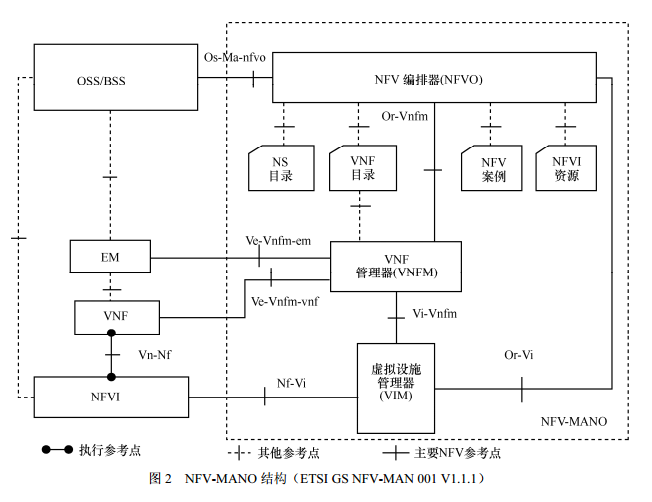 Os-Ma-nfvo
OSS/BSS
NFV 编排器(NFVO)
Or-Vnfm
NS
目录
VNF
目录
NFV
案例
NFVI
资源
EM
Ve-Vnfm-em
VNF
管理器(VNFM)
VNF
Ve-Vnfm-vnf
Vi-Vnfm
Vn-Nf
虚拟设施
管理器
(VIM)
Or-Vi
NFVI
Nf-Vi
NFV-MANO
执行参考点
其他参考点
主要NFV参考点
图 2 NFV-MANO 结构（ETSI GS NFV-MAN 001 V1.1.1）